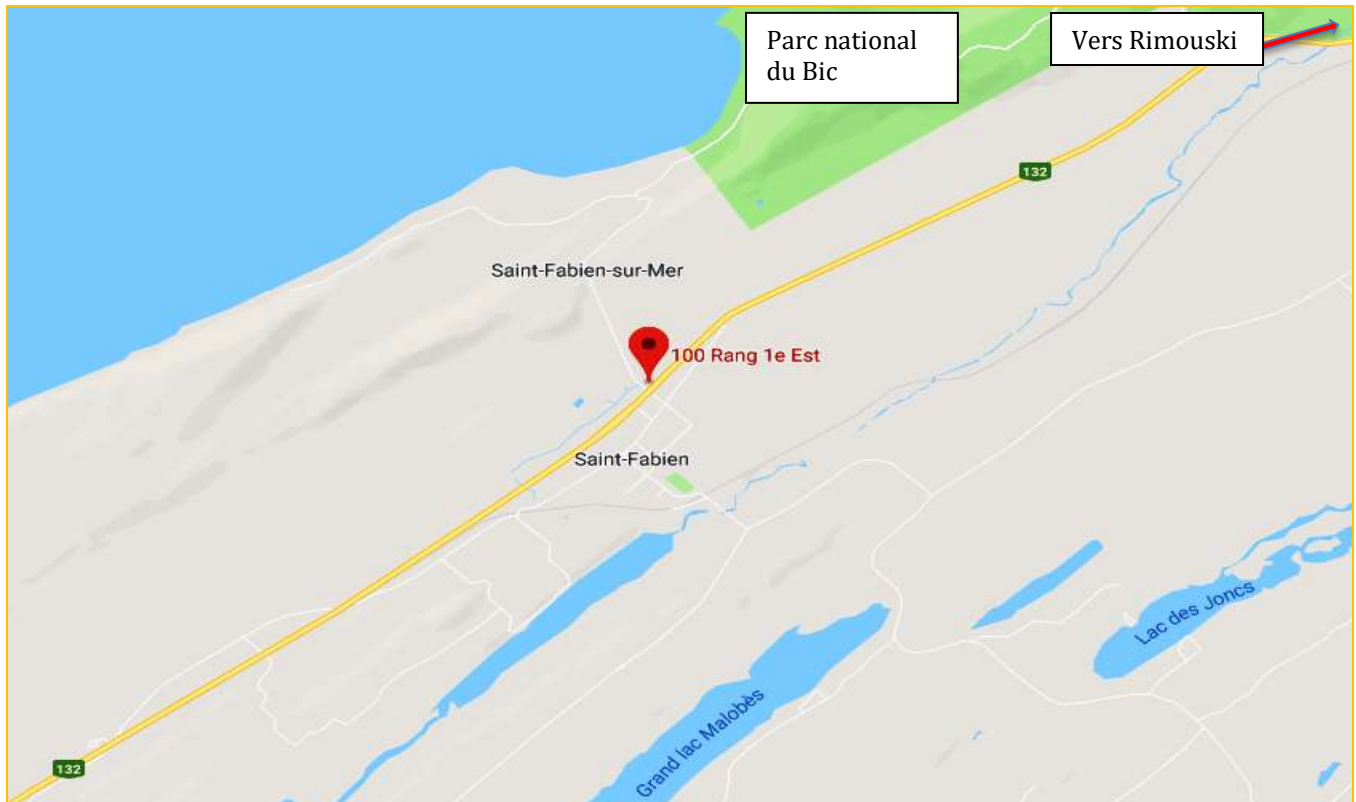 Parc national
du Bic
Vers Rimouski
132
Saint-Fabien-sur-Mer
100 Rang 1e Est
Saint-Fabien
Lac des Joncs
Grand lac Malobès
132